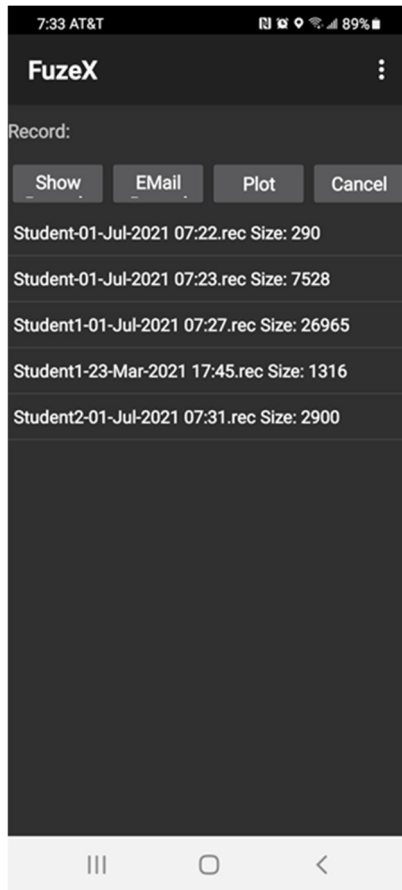 7:33 AT&T 89%
FuzeX
Record:
Show EMail Plot Cancel
Student-01-Jul-2021 07:22.rec Size: 290
Student-01-Jul-2021 07:23.rec Size: 7528
Student1-01-Jul-2021 07:27.rec Size: 26965
Student1-23-Mar-2021 17:45.rec Size: 1316
Student2-01-Jul-2021 07:31.rec Size: 2900